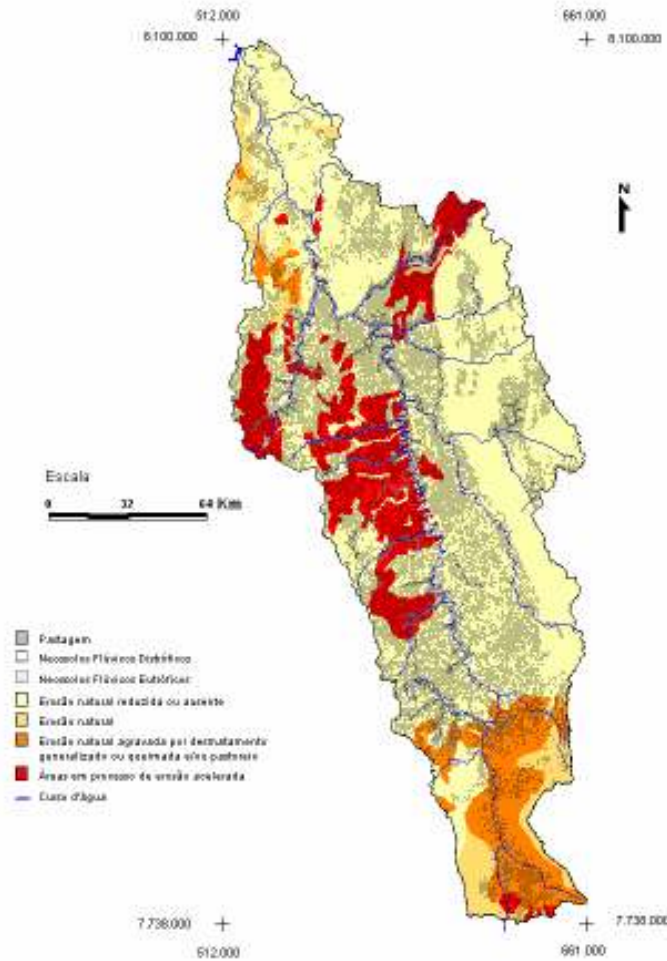 512.000 661.000
8.100.000 8.100.000
N
Escala
0 32 64 Km
Pastagem
Neossolos Flúvicos Distróficos
Neossolos Flúvicos Eutróficos
Erosão natural reduzida ou ausente
Erosão natural
Erosão natural agravada por desmatamento
generalizado ou queimada e/ou pastoreio
Áreas em processo de erosão acelerada
Curso d'água
7.738.000 7.738.000
512.000 661.000